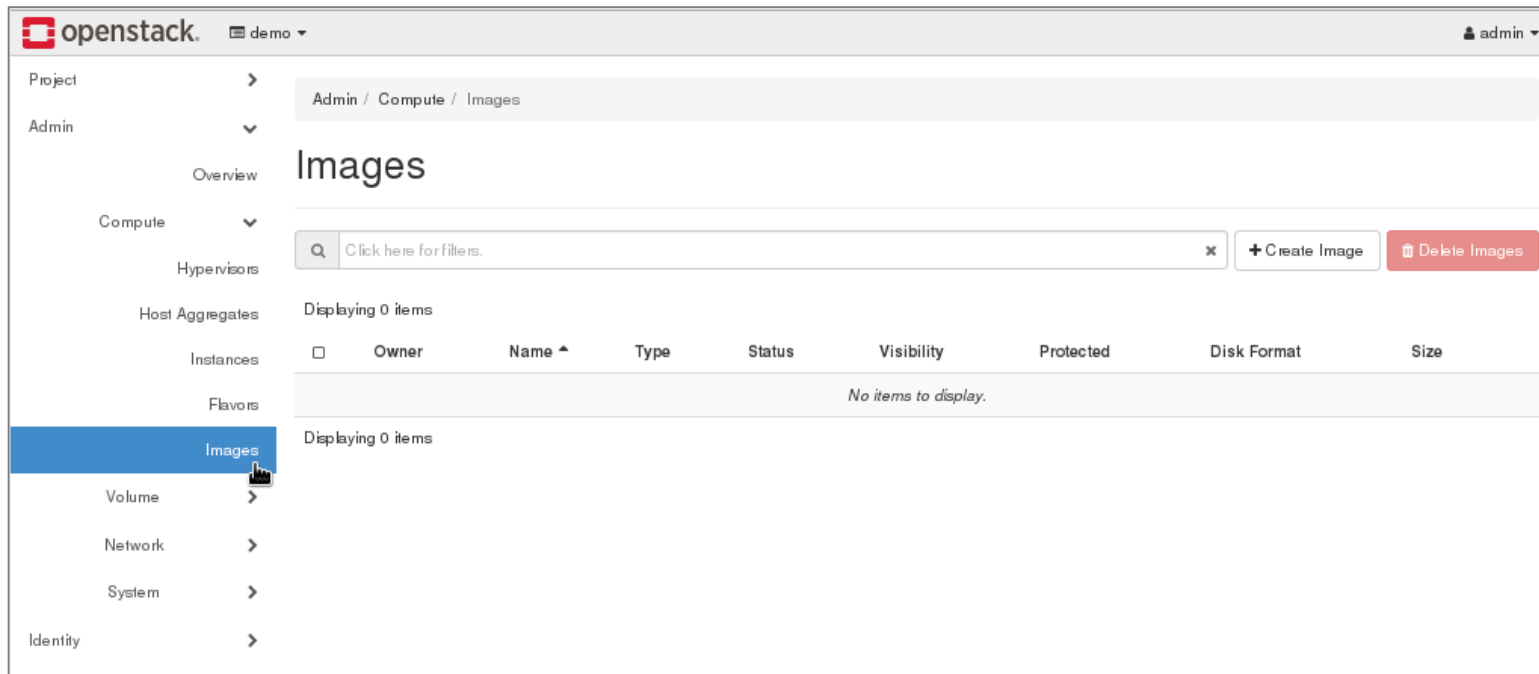 openstack. demo admin
Project
Admin / Compute / Images
Admin
Images
Overview
Compute
Click here for filters. + Create Image Delete Images
Hypervisors
Displaying 0 items
Host Aggregates
Owner Name Type Status Visibility Protected Disk Format Size
Instances
No items to display.
Flavors
Displaying 0 items
Images
Volume
Network
System
Identity